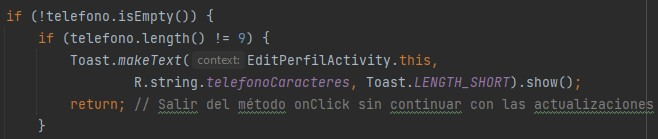 if (!telefono.isEmpty()) {
if (telefono.length() != 9) {
Toast.makeText( context: EditPerfilActivity.this,
R.string.telefonoCaracteres, Toast.LENGTH_SHORT).show();
return; // Salir del método onClick sin continuar con las actualizaciones
}